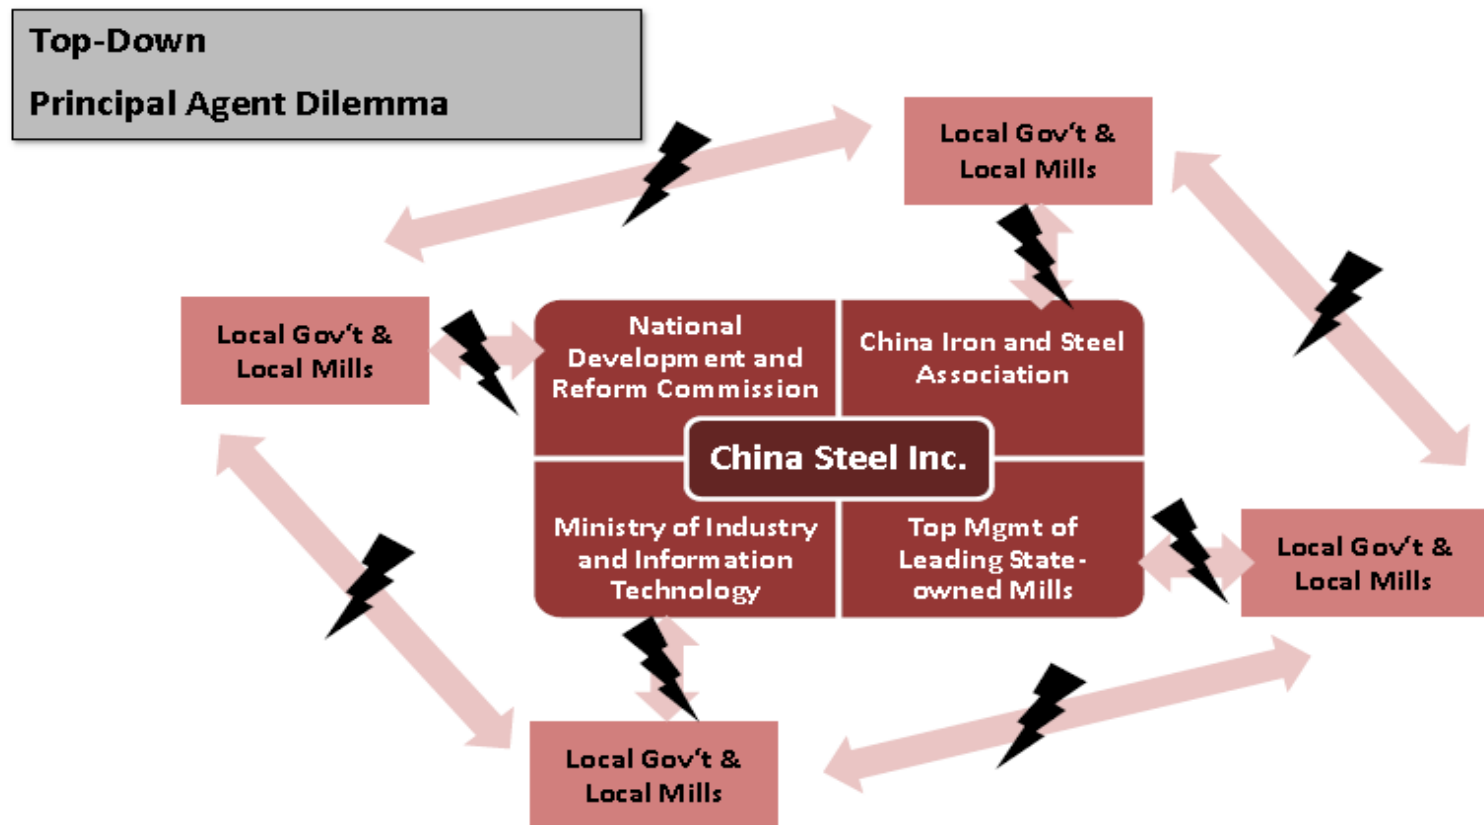 Top-Down
Principal Agent Dilemma
Local Gov‘t &
Local Mills
Local Gov‘t &
Local Mills
National
Development and
Reform Commission
China Iron and Steel
Association
China Steel Inc.
Ministry of Industry
and Information
Technology
Top Mgmt of
Leading State-
owned Mills
Local Gov‘t &
Local Mills
Local Gov‘t &
Local Mills